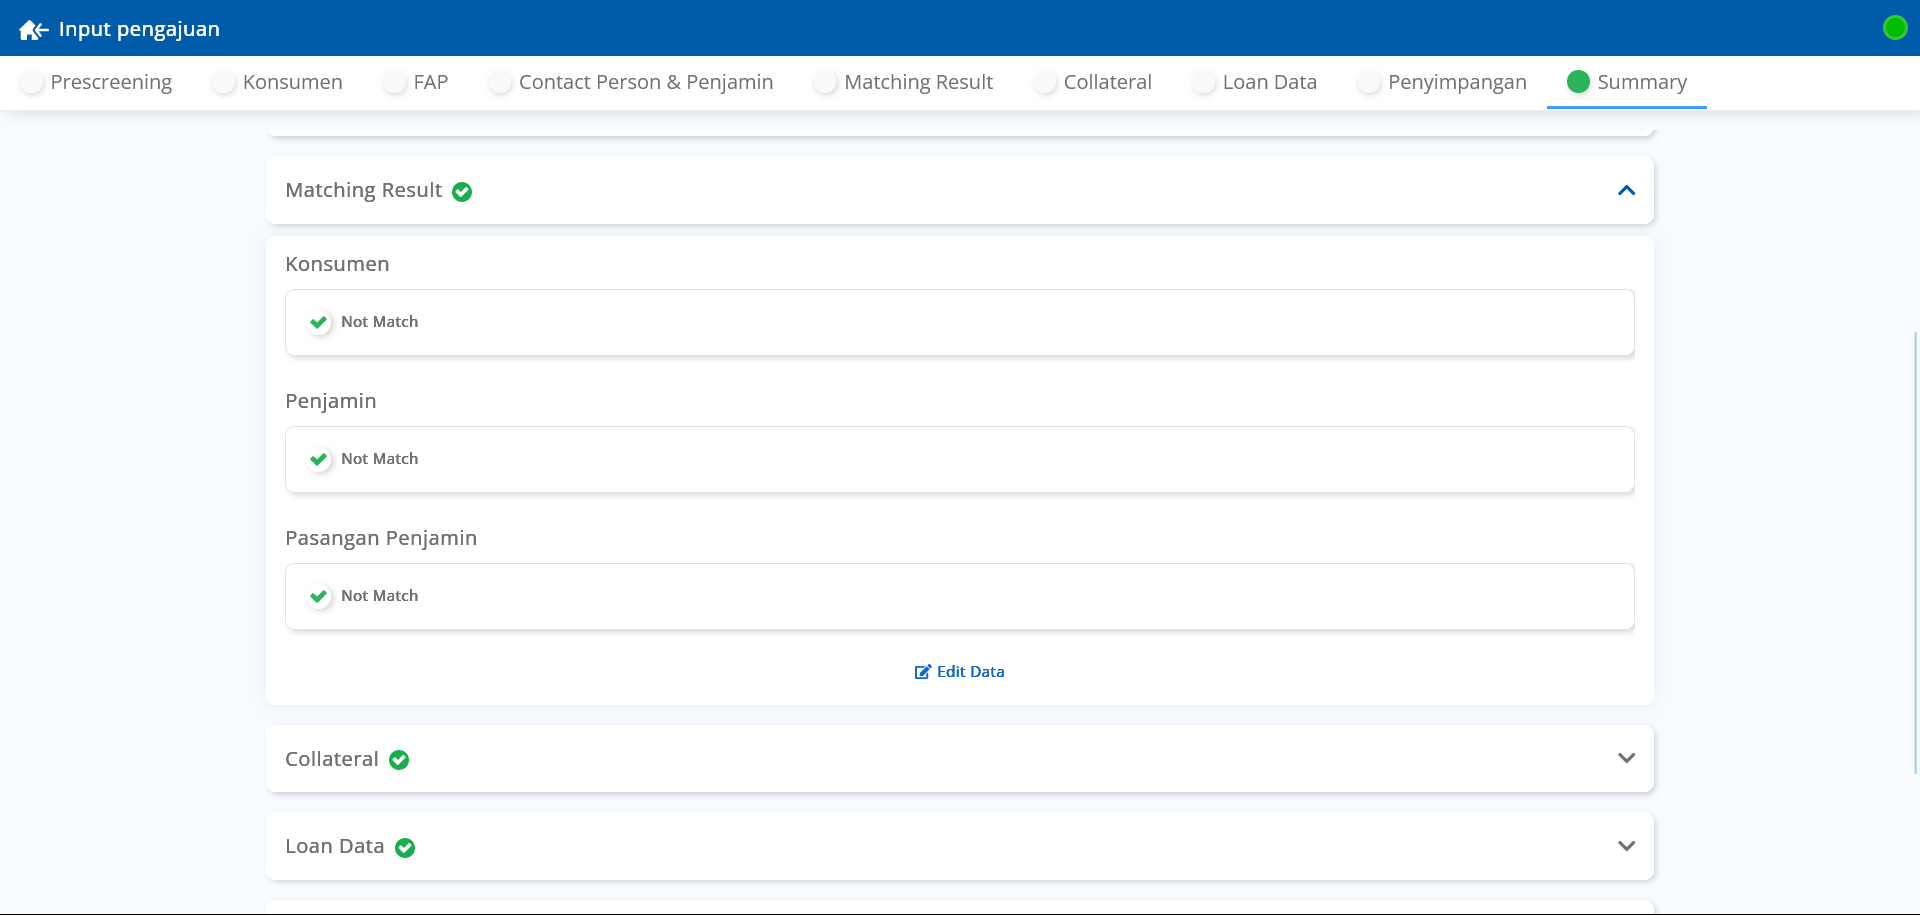 Input pengajuan
Prescreening
Konsumen
FAP
Contact Person & Penjamin
Matching Result
Collateral
Loan Data
Penyimpangan
Summary
Matching Result
Konsumen
Not Match
Penjamin
Not Match
Pasangan Penjamin
Not Match
Edit Data
Collateral
Loan Data